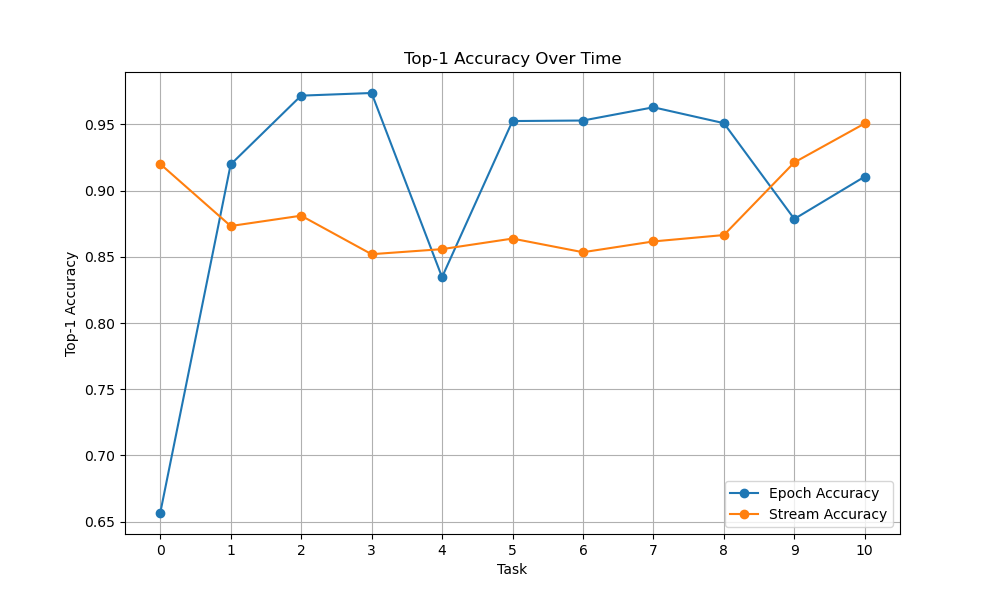 Top-1 Accuracy Over Time
Top-1 Accuracy
0.95
0.90
0.85
0.80
0.75
0.70
0.65
0 1 2 3 4 5 6 7 8 9 10
Task
Epoch Accuracy
Stream Accuracy